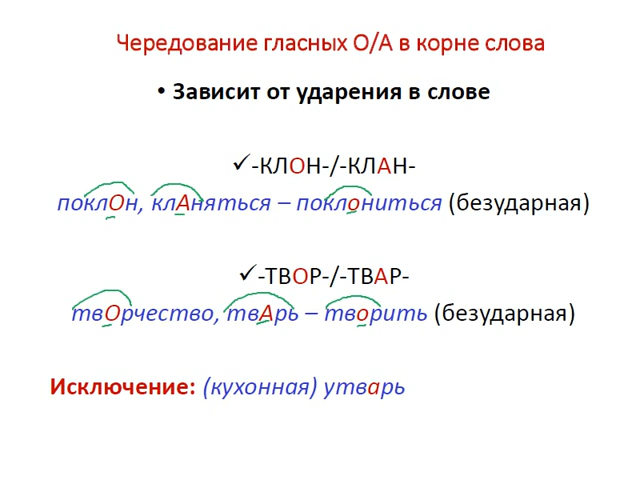 Чередование гласных О/А в корне слова
• Зависит от ударения в слове
✓-КЛОН-/-КЛАН-
поклОн, клАняться – поклониться (безударная)
✓-ТВОР-/-ТВАР-
твОрчество, твАрь – творить (безударная)
Исключение: (кухонная) утварь